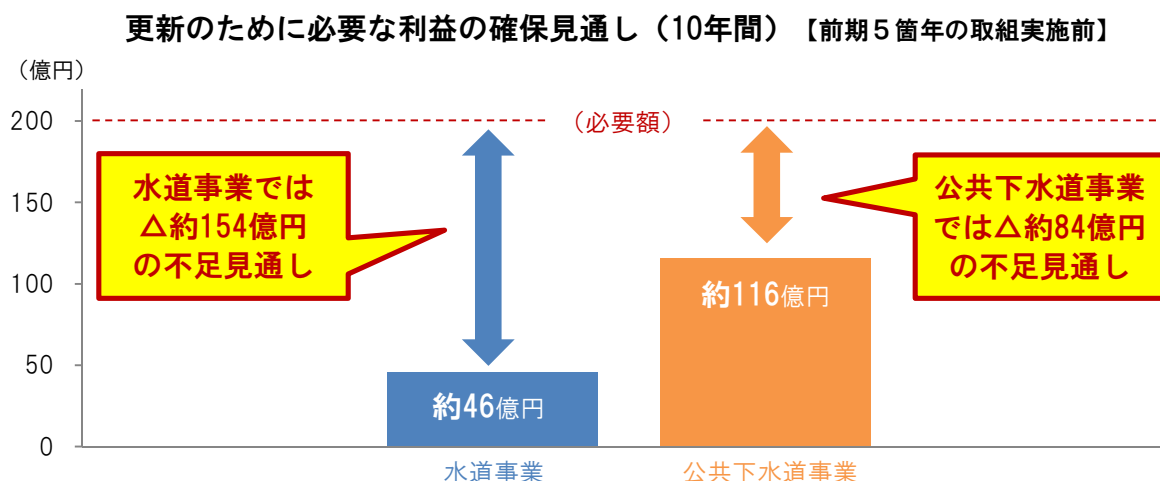 更新のために必要な利益の確保見通し（10年間）【前期５箇年の取組実施前】
（億円）
200
（必要額）
150
100
50
0
水道事業では
△約154億円
の不足見通し
公共下水道事業
では△約84億円
の不足見通し
約46億円
約116億円
水道事業
公共下水道事業